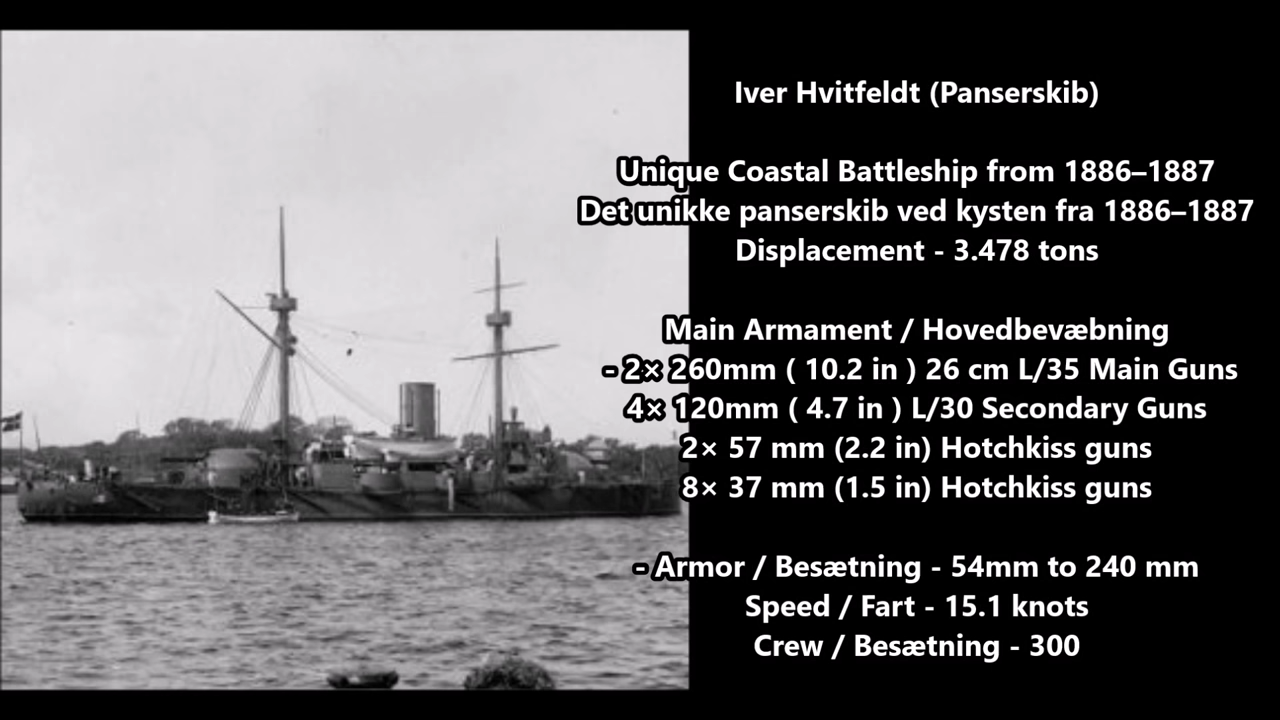 Iver Hvitfeldt (Panserskib)
Unique Coastal Battleship from 1886–1887
Det unikke panserskib ved kysten fra 1886–1887
Displacement - 3.478 tons
Main Armament / Hovedbevæbning
- 2× 260mm ( 10.2 in ) 26 cm L/35 Main Guns
4× 120mm ( 4.7 in ) L/30 Secondary Guns
2× 57 mm (2.2 in) Hotchkiss guns
8× 37 mm (1.5 in) Hotchkiss guns
- Armor / Besætning - 54mm to 240 mm
Speed / Fart - 15.1 knots
Crew / Besætning - 300